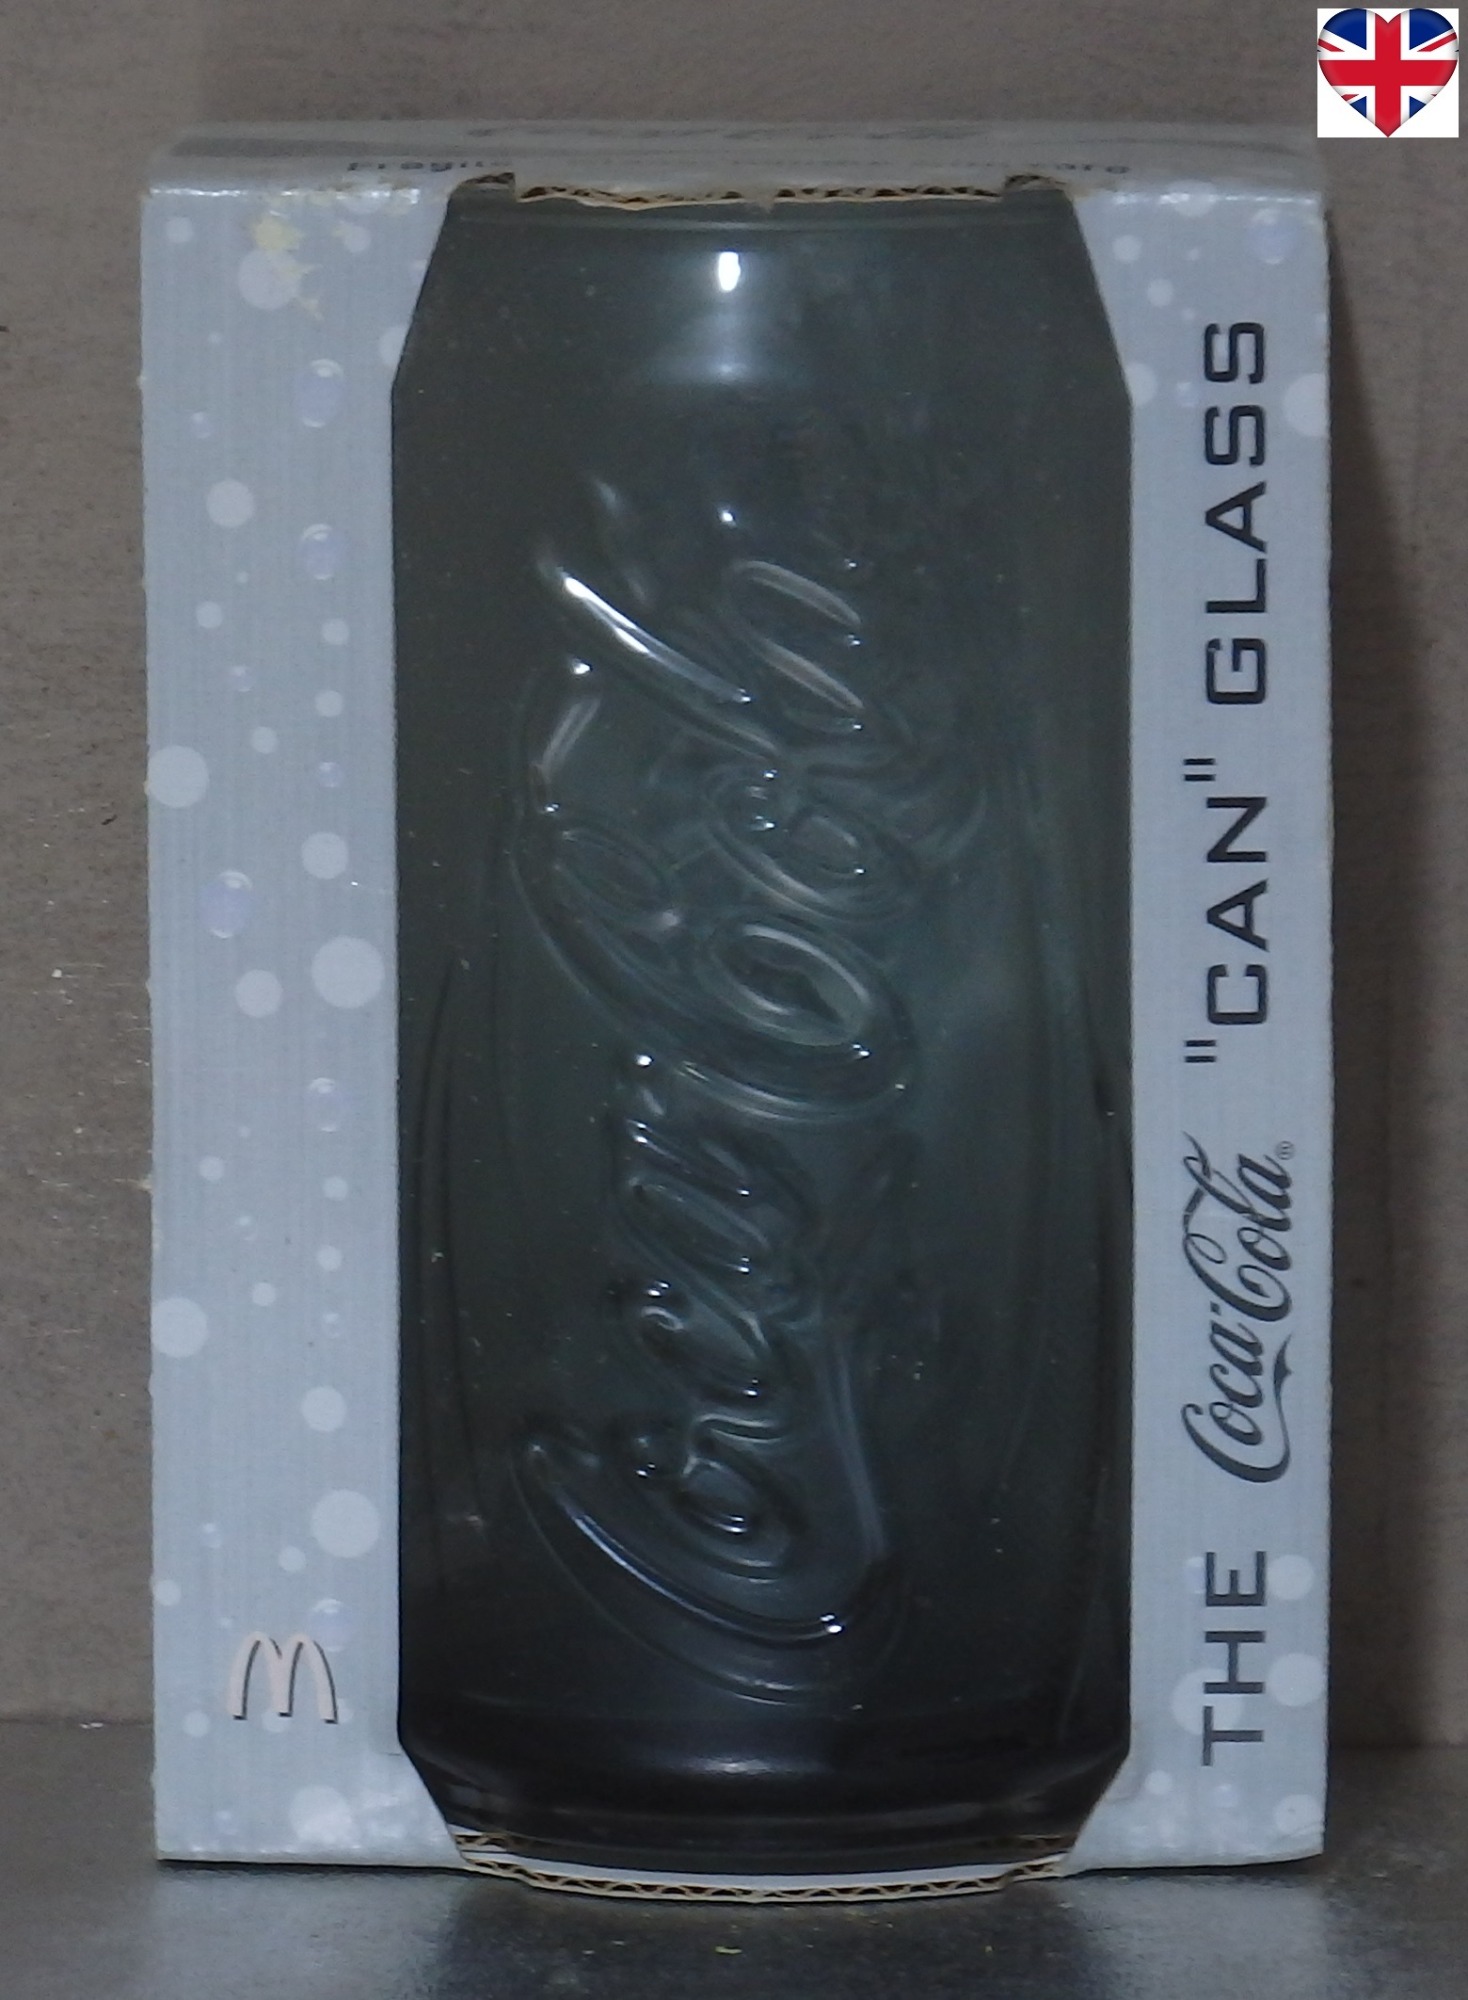 THE Coca-Cola® "CAN" GLASS
Coca-Cola
M